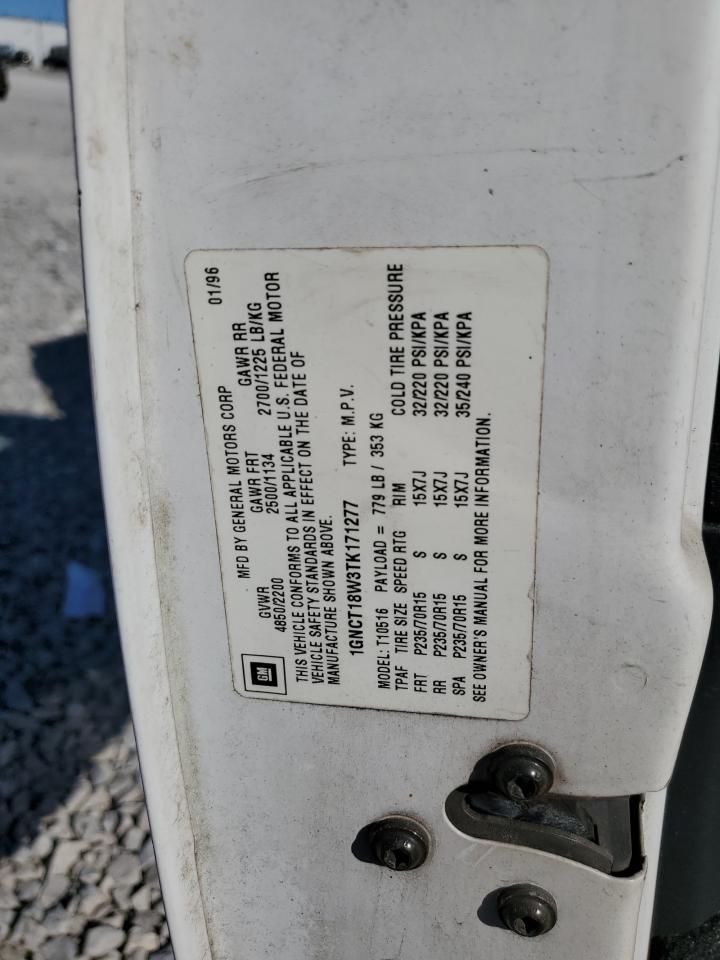 GM
MFD BY GENERAL MOTORS CORP 01/96
GVWR GAWR FRT GAWR RR
4850/2200 2500/1134 2700/1225 LB/KG
THIS VEHICLE CONFORMS TO ALL APPLICABLE U.S. FEDERAL MOTOR
VEHICLE SAFETY STANDARDS IN EFFECT ON THE DATE OF
MANUFACTURE SHOWN ABOVE.
1GNCT18W3TK171277 TYPE: M.P.V.
MODEL: T10516 PAYLOAD = 779 LB / 353 KG
TPAF TIRE SIZE SPEED RTG RIM COLD TIRE PRESSURE
FRT P235/70R15 S 15X7J 32/220 PSI/KPA
RR P235/70R15 S 15X7J 32/220 PSI/KPA
SPA P235/70R15 S 15X7J 35/240 PSI/KPA
SEE OWNER'S MANUAL FOR MORE INFORMATION.